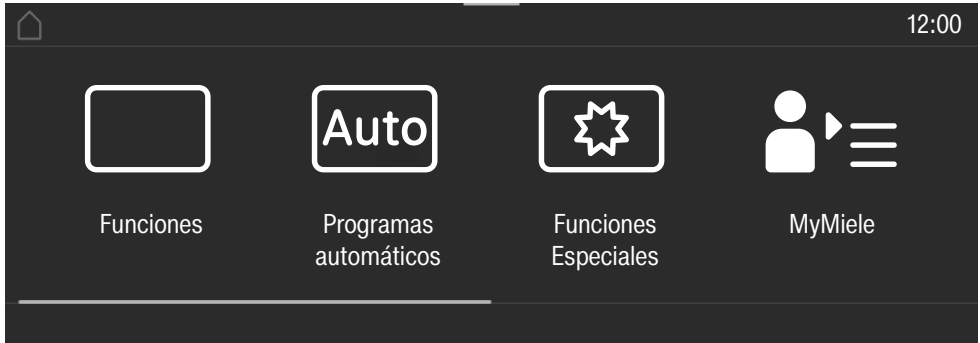 12:00
Auto
Funciones
Programas
automáticos
Funciones
Especiales
MyMiele